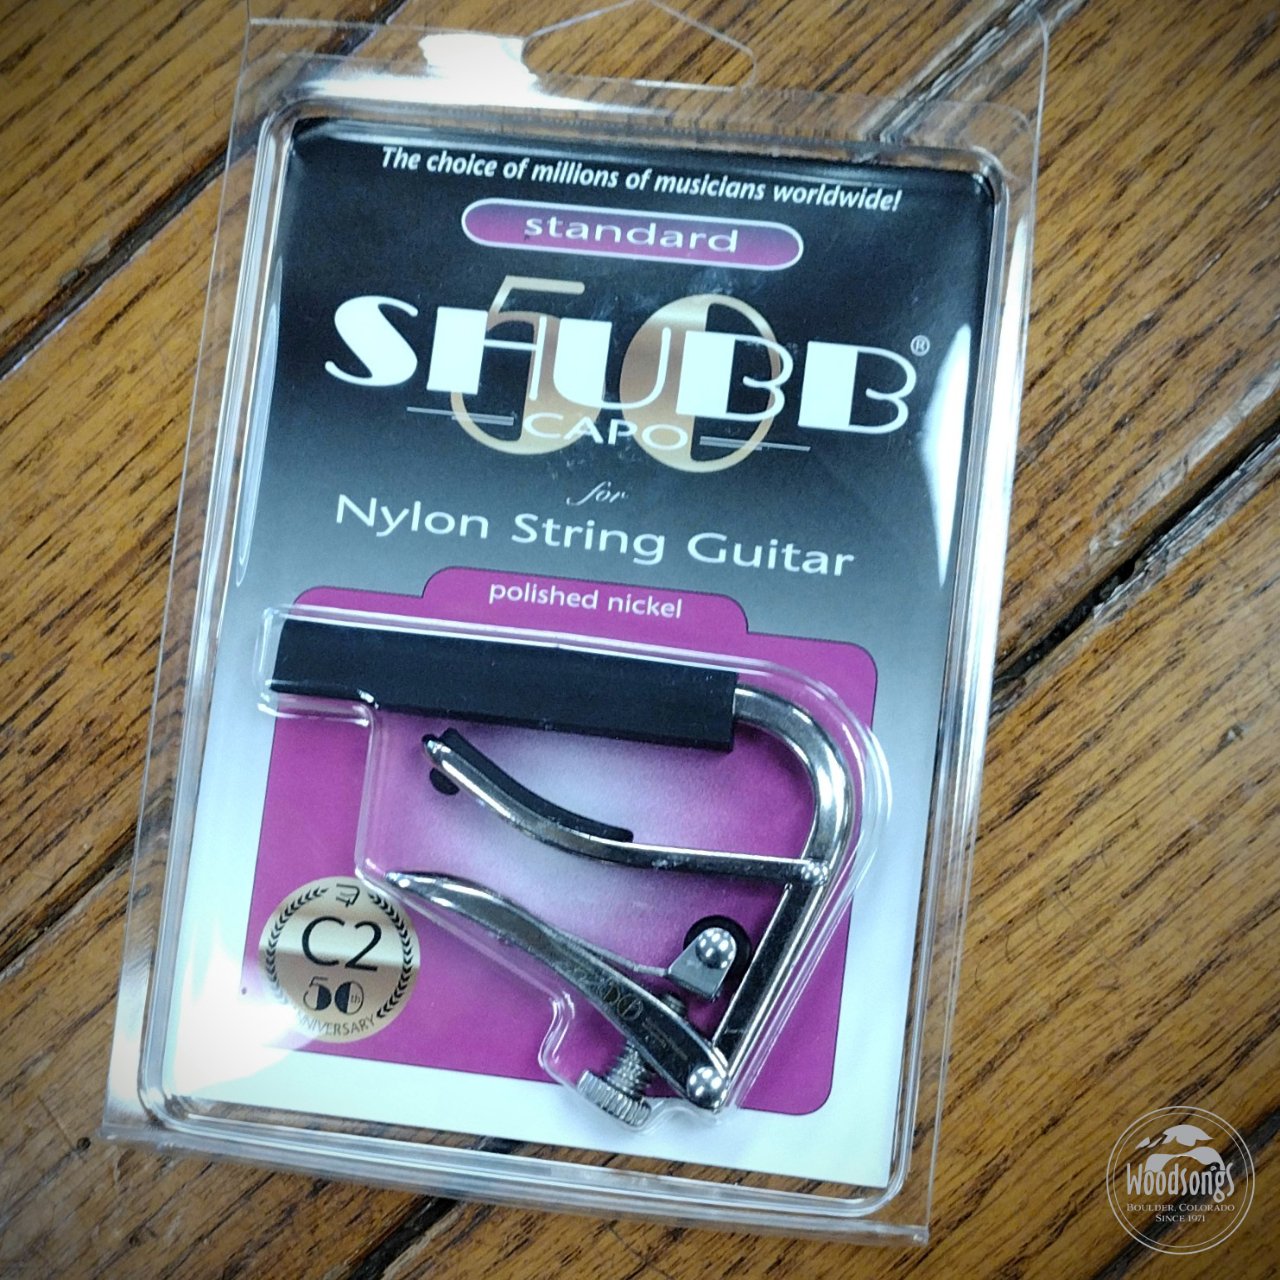 The choice of millions of musicians worldwide!
standard
50
SHUBB®
CAPO
for
Nylon String Guitar
polished nickel
C2
50th
ANNIVERSARY
50
Woodsongs
BOULDER, COLORADO
SINCE 1971